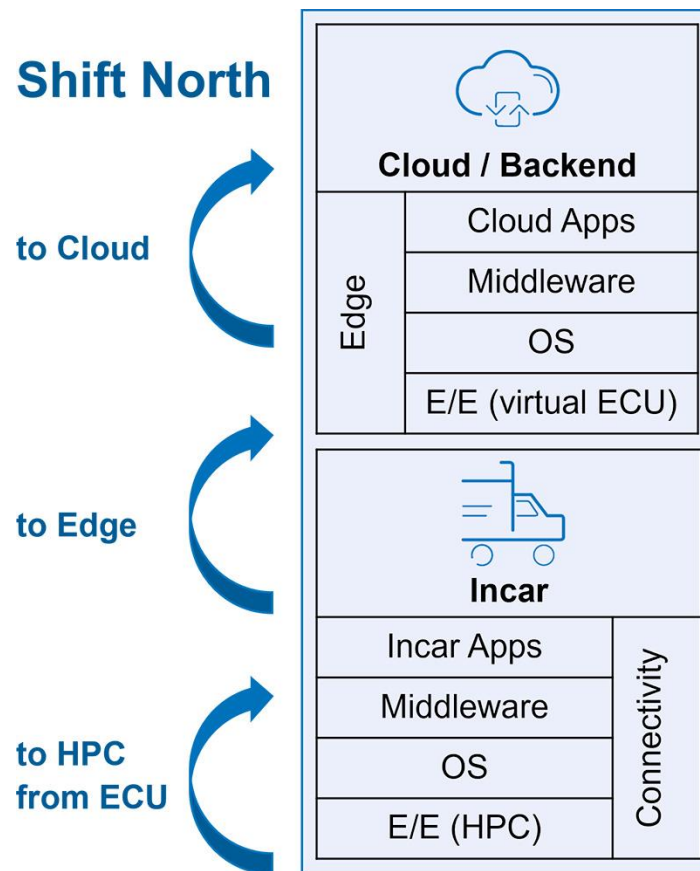 Shift North
to Cloud
to Edge
to HPC
from ECU
Cloud / Backend
Edge
Cloud Apps
Middleware
OS
E/E (virtual ECU)
Incar
Incar Apps
Middleware
OS
E/E (HPC)
Connectivity